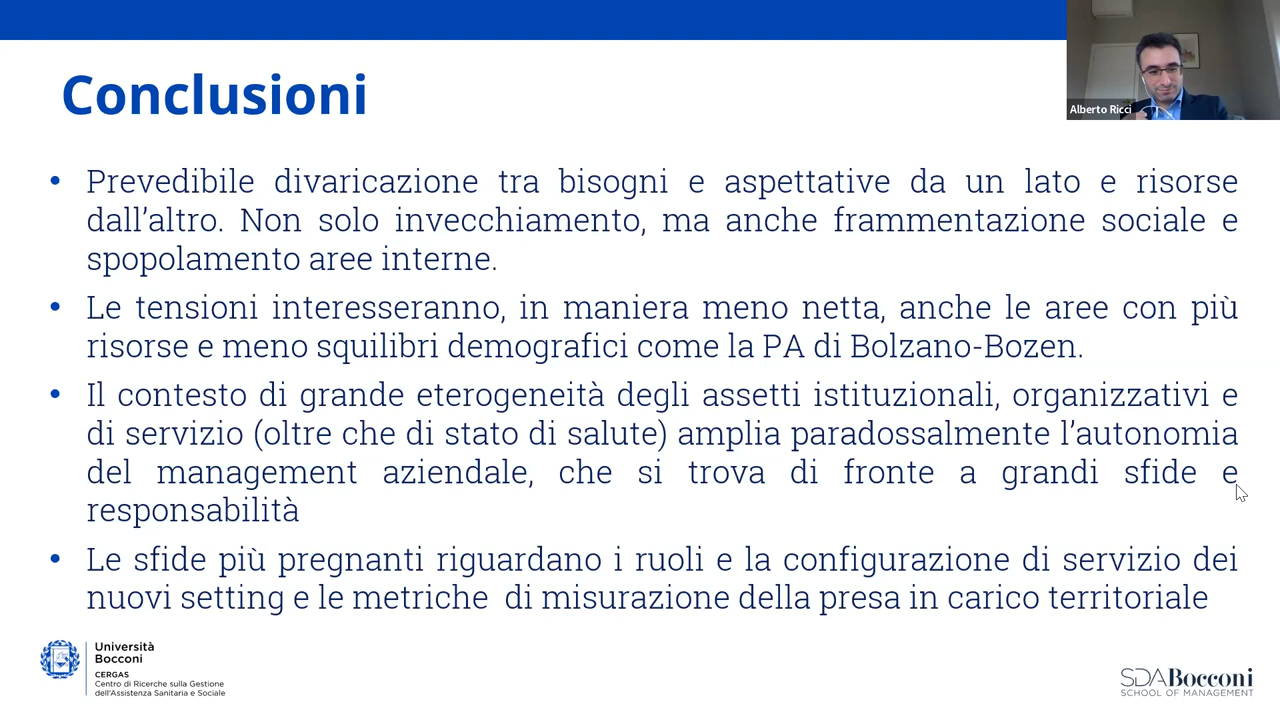 Conclusioni
Alberto Ricci
• Prevedibile divaricazione tra bisogni e aspettative da un lato e risorse
dall’altro. Non solo invecchiamento, ma anche frammentazione sociale e
spopolamento aree interne.
• Le tensioni interesseranno, in maniera meno netta, anche le aree con più
risorse e meno squilibri demografici come la PA di Bolzano-Bozen.
• Il contesto di grande eterogeneità degli assetti istituzionali, organizzativi e
di servizio (oltre che di stato di salute) amplia paradossalmente l’autonomia
del management aziendale, che si trova di fronte a grandi sfide e
responsabilità
• Le sfide più pregnanti riguardano i ruoli e la configurazione di servizio dei
nuovi setting e le metriche di misurazione della presa in carico territoriale
Università
Bocconi
CERGAS
Centro di Ricerche sulla Gestione
dell'Assistenza Sanitaria e Sociale
SDA Bocconi
SCHOOL OF MANAGEMENT